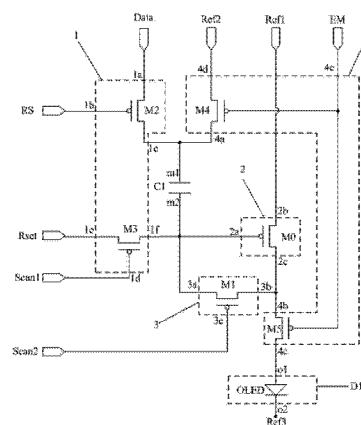 Data
Ref2
Ref1
EM
1
1a
4d
4e
RS
1b
M2
M4
1c
4a
m1
C1
m2
2
2b
Rset
1e
M3
1f
2a
M0
2c
Scan1
1d
3a
M1
3b
3c
3
4b
M5
4c
Scan2
o1
OLED
D1
o2
Ref3